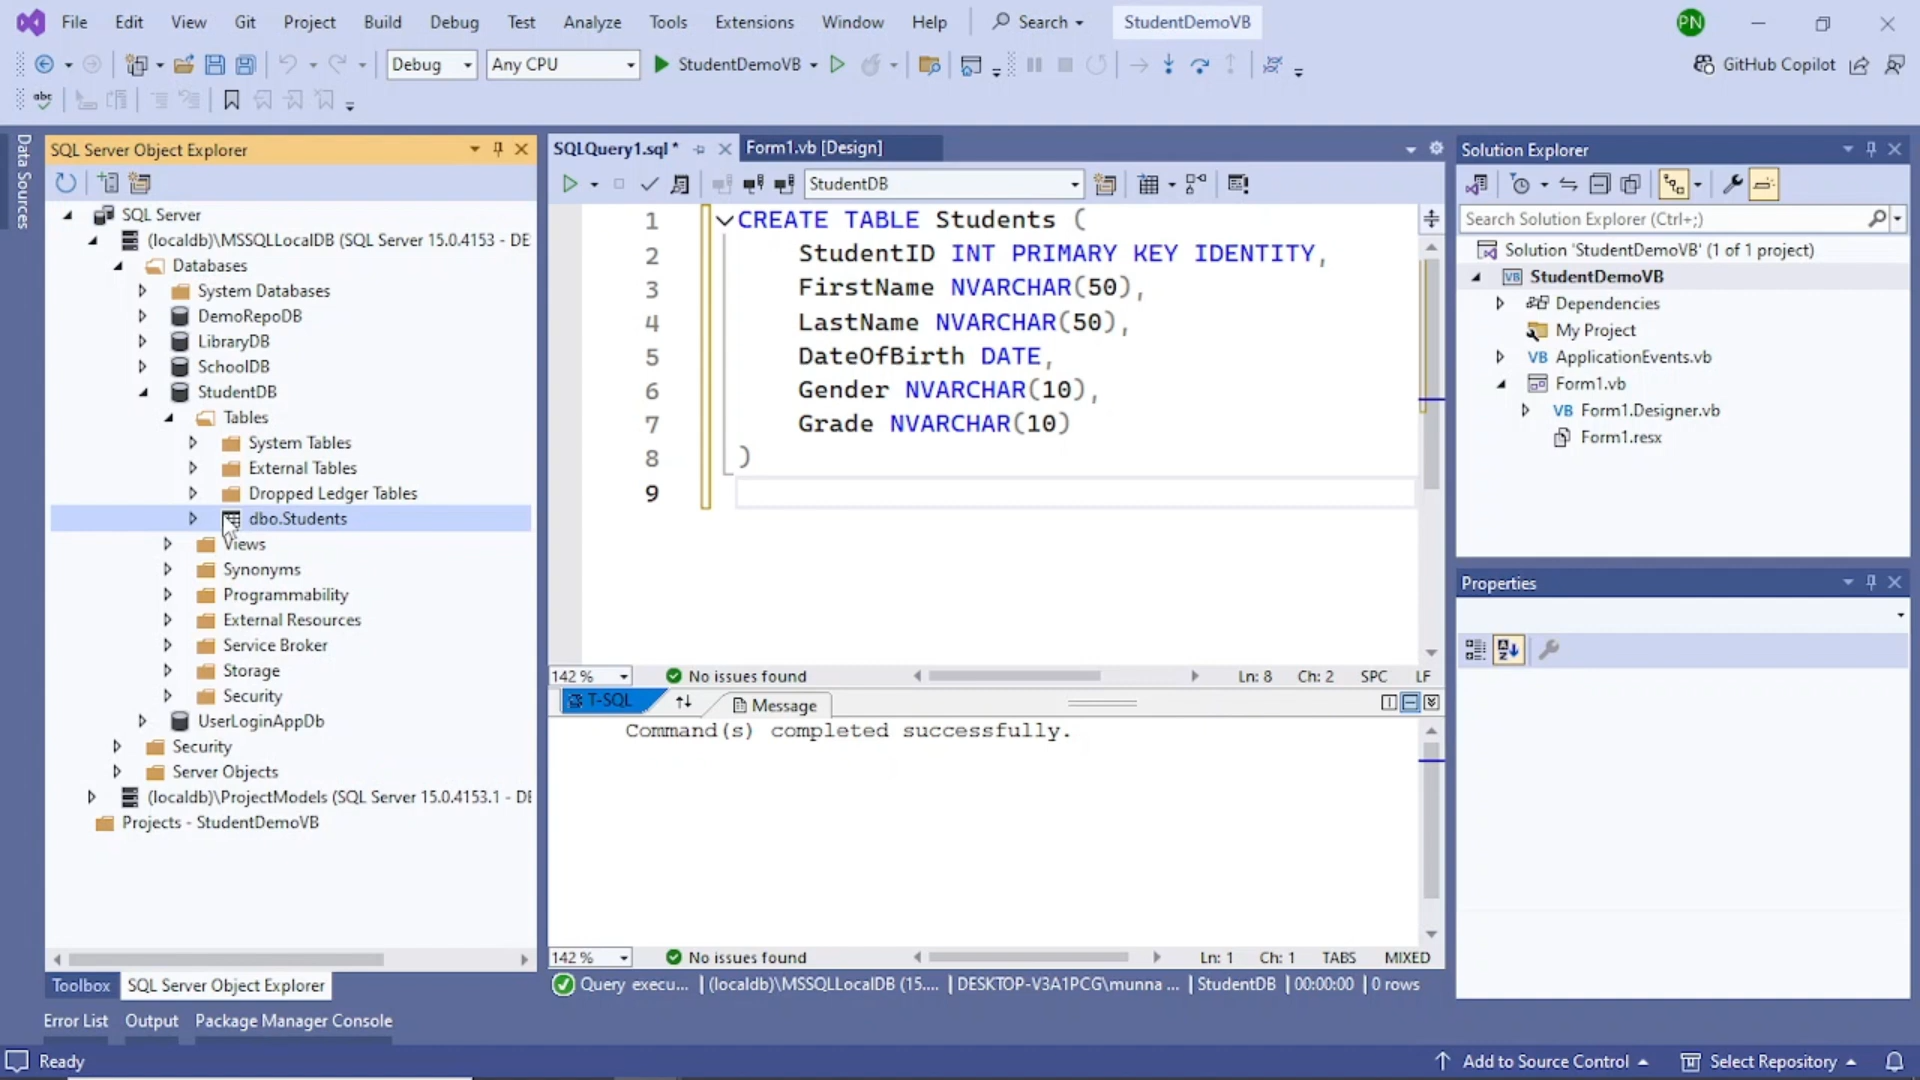 File Edit View Git Project Build Debug Test Analyze Tools Extensions Window Help Search StudentDemoVB PN
Debug Any CPU StudentDemoVB GitHub Copilot
abc
Data Sources
SQL Server Object Explorer
SQL Server
(localdb)\MSSQLLocalDB (SQL Server 15.0.4153 - DE
Databases
System Databases
DemoRepoDB
LibraryDB
SchoolDB
StudentDB
Tables
System Tables
External Tables
Dropped Ledger Tables
dbo.Students
Views
Synonyms
Programmability
External Resources
Service Broker
Storage
Security
UserLoginAppDb
Security
Server Objects
(localdb)\ProjectModels (SQL Server 15.0.4153.1 - DE
Projects - StudentDemoVB
Toolbox SQL Server Object Explorer
SQLQuery1.sql* Form1.vb [Design]
StudentDB
1 CREATE TABLE Students (
2 StudentID INT PRIMARY KEY IDENTITY,
3 FirstName NVARCHAR(50),
4 LastName NVARCHAR(50),
5 DateOfBirth DATE,
6 Gender NVARCHAR(10),
7 Grade NVARCHAR(10)
8 )
9
142 % No issues found Ln: 8 Ch: 2 SPC LF
T-SQL Message
Command(s) completed successfully.
142 % No issues found Ln: 1 Ch: 1 TABS MIXED
Query execu... (localdb)\MSSQLLocalDB (15.... DESKTOP-V3A1PCG\munna ... StudentDB 00:00:00 0 rows
Solution Explorer
Search Solution Explorer (Ctrl+;)
Solution 'StudentDemoVB' (1 of 1 project)
VB StudentDemoVB
Dependencies
My Project
VB ApplicationEvents.vb
Form1.vb
VB Form1.Designer.vb
Form1.resx
Properties
Error List Output Package Manager Console
Ready Add to Source Control Select Repository